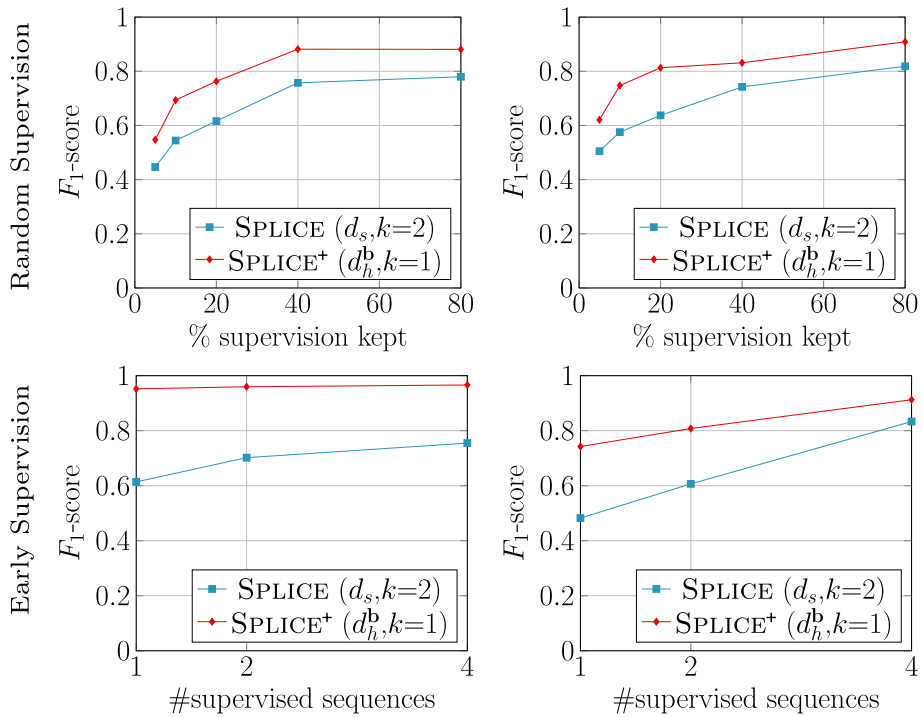 Random Supervision
F₁-score
1
0.8
0.6
0.4
0.2
0
0 20 40 60 80
% supervision kept
SPLICE (dₛ,k=2)
SPLICE⁺ (d_h^b,k=1)
F₁-score
1
0.8
0.6
0.4
0.2
0
0 20 40 60 80
% supervision kept
SPLICE (dₛ,k=2)
SPLICE⁺ (d_h^b,k=1)
Early Supervision
F₁-score
1
0.8
0.6
0.4
0.2
0
1 2 4
#supervised sequences
SPLICE (dₛ,k=2)
SPLICE⁺ (d_h^b,k=1)
F₁-score
1
0.8
0.6
0.4
0.2
0
1 2 4
#supervised sequences
SPLICE (dₛ,k=2)
SPLICE⁺ (d_h^b,k=1)